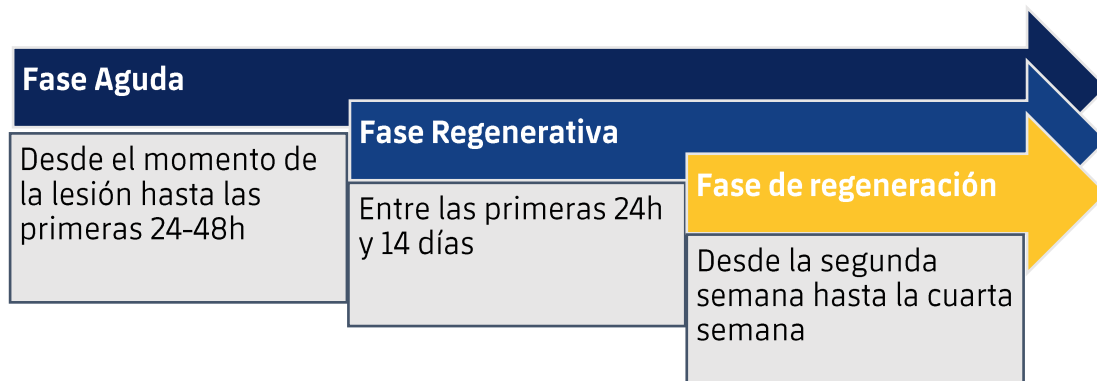 Fase Aguda
Desde el momento de
la lesión hasta las
primeras 24-48h
Fase Regenerativa
Entre las primeras 24h
y 14 días
Fase de regeneración
Desde la segunda
semana hasta la cuarta
semana